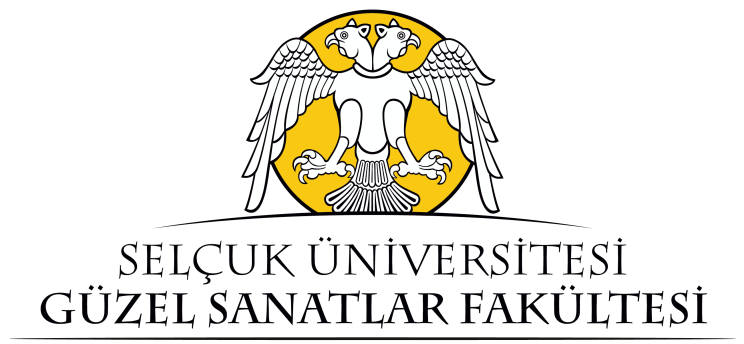 SELÇUK ÜNİVERSİTESİ
GÜZEL SANATLAR FAKÜLTESİ